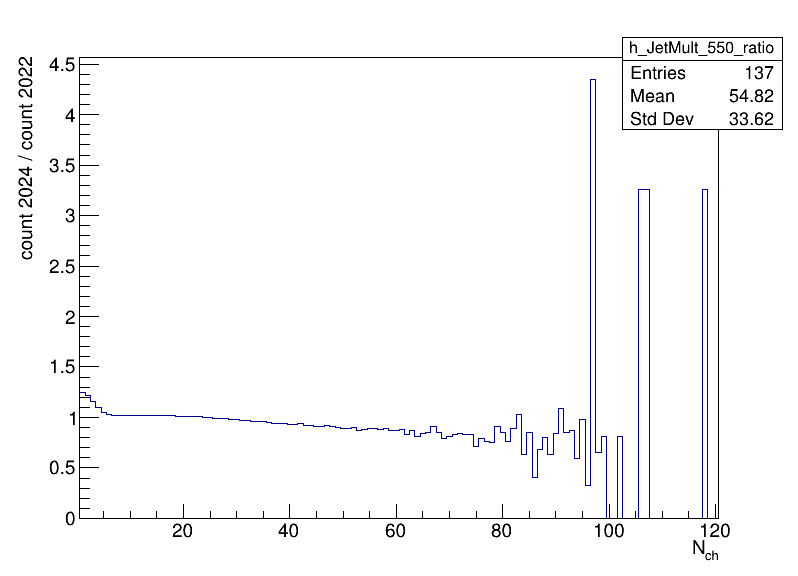 h_JetMult_550_ratio
Entries 137
Mean 54.82
Std Dev 33.62
count 2024 / count 2022
4.5
4
3.5
3
2.5
2
1.5
1
0.5
0
20 40 60 80 100 120
N_ch